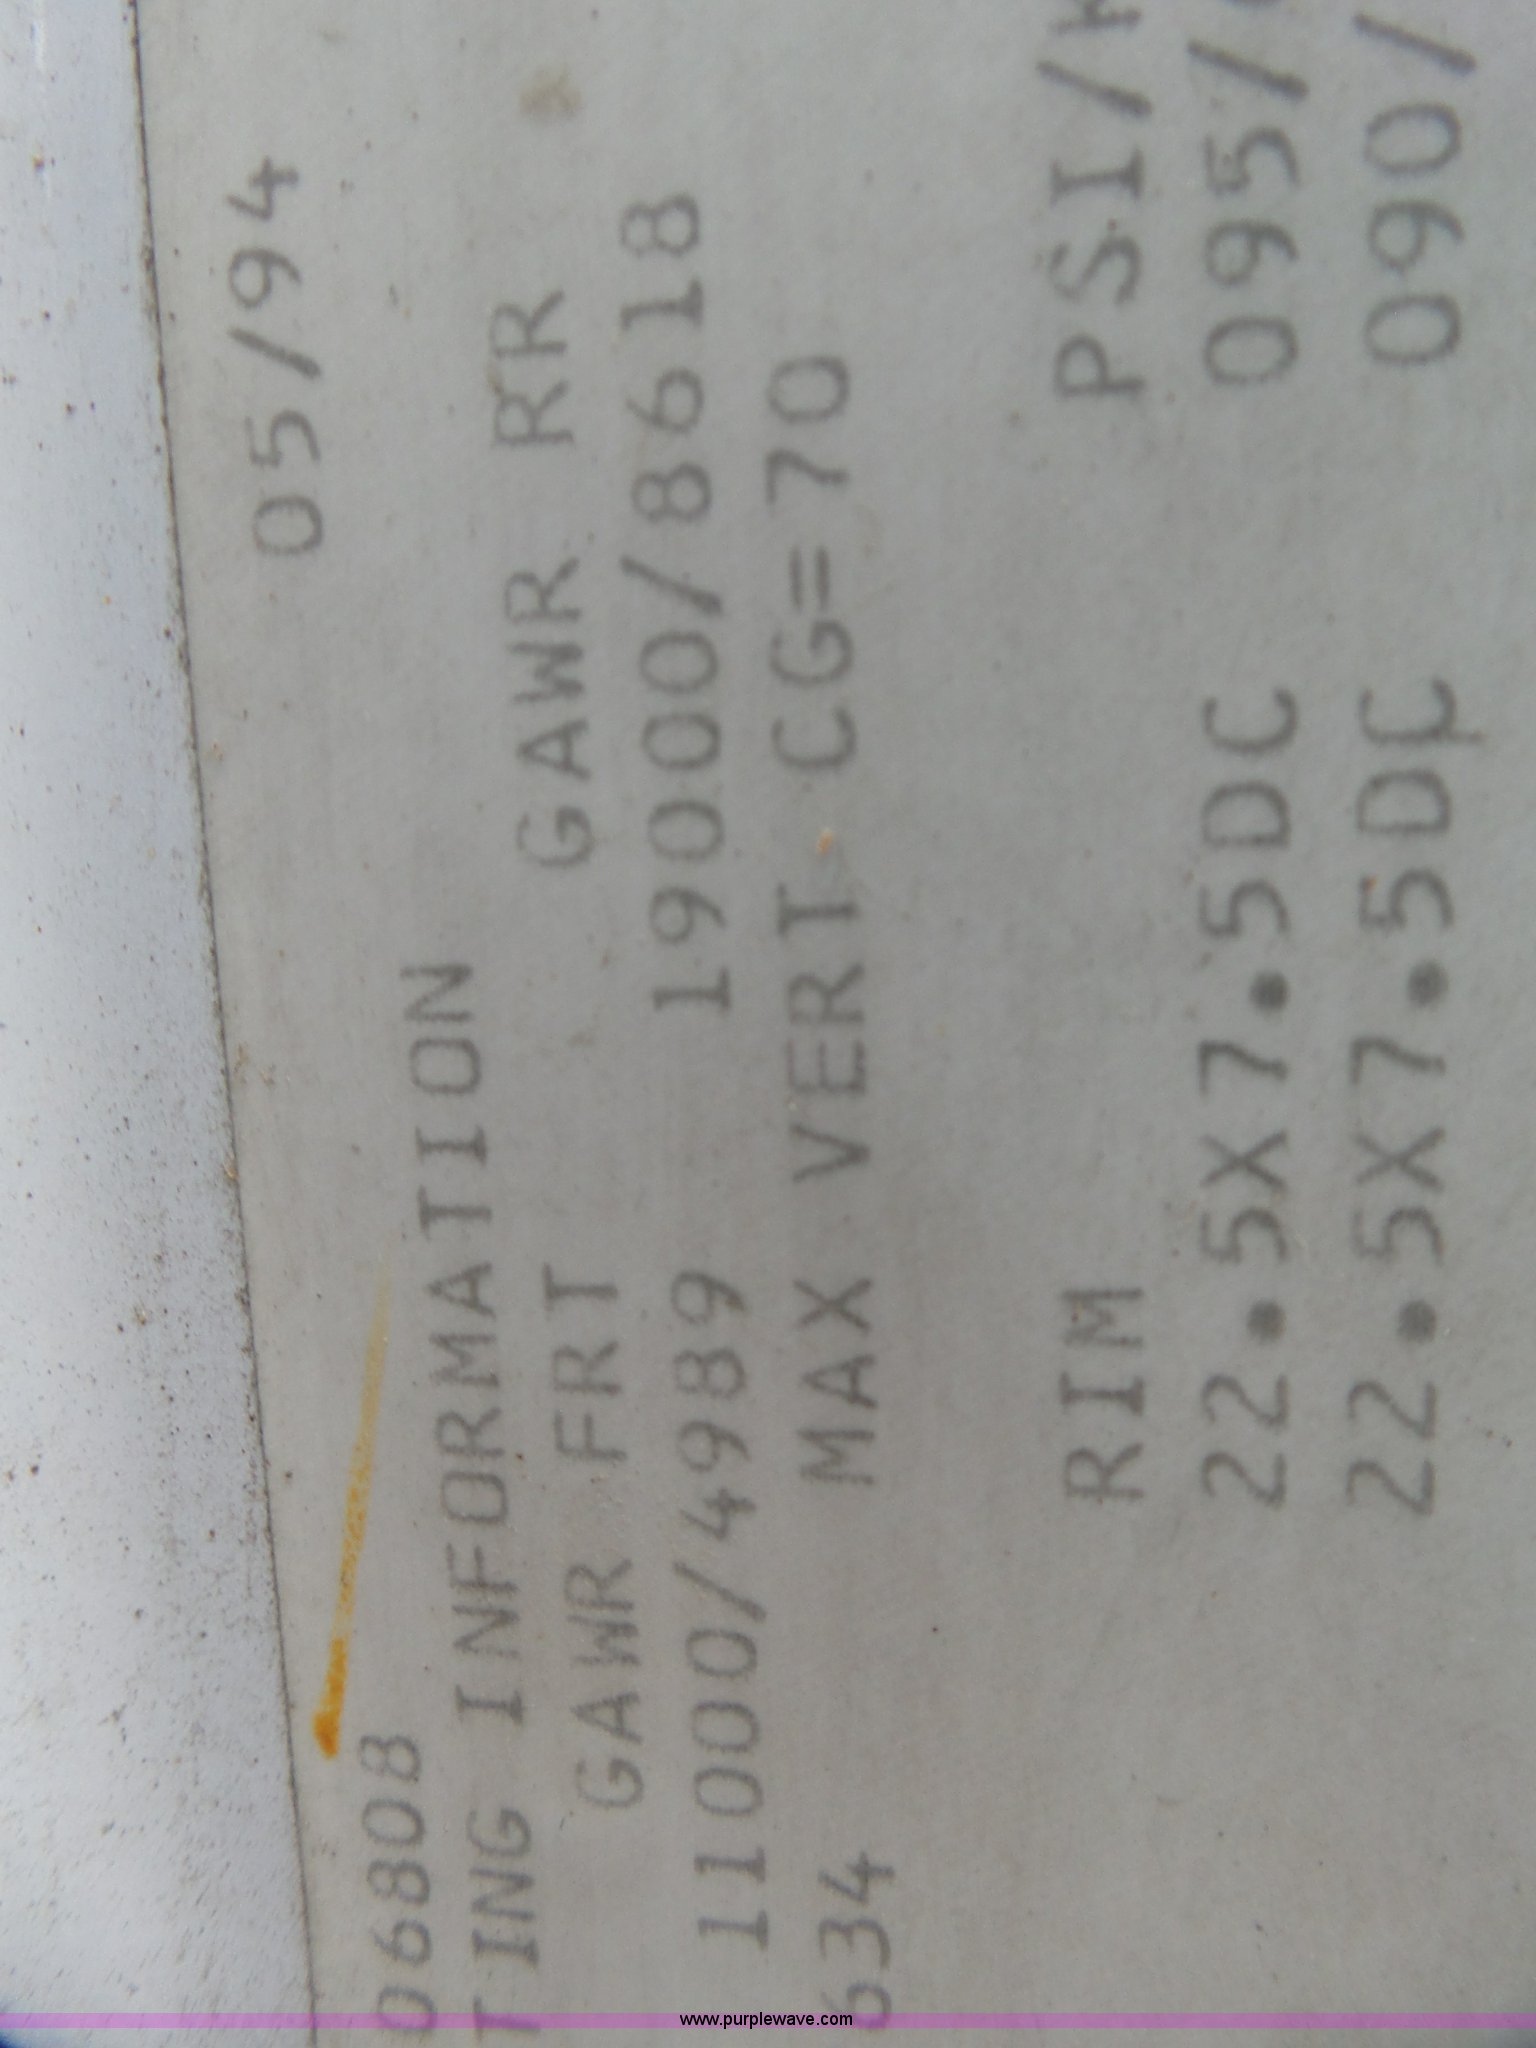 05/94
06808
TING INFORMATION
GAWR FRT GAWR RR
11000/4989 19000/8618
634 MAX VERT CG=70
RIM PSI/
22.5X7.5DC 095/
22.5X7.5DC 090/
www.purplewave.com